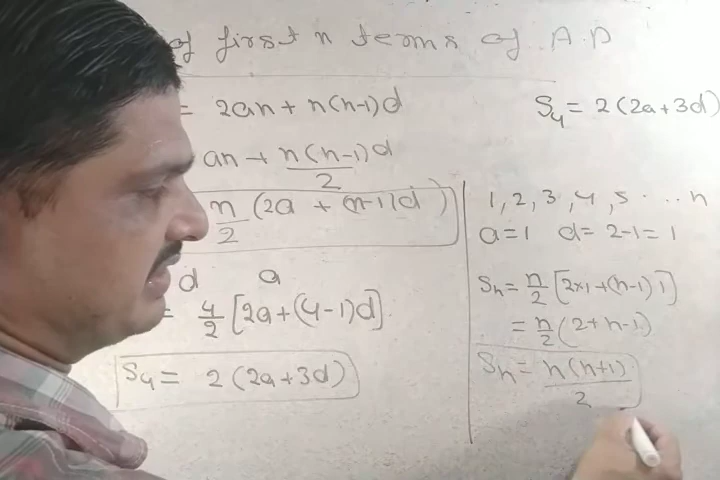 of first n terms of A.P
= 2an + n(n-1)d
an + n(n-1)d/2
n/2 (2a + (n-1)d)
d a
= 4/2 [2a+(4-1)d]
S₄ = 2(2a+3d)
S₄ = 2(2a+3d)
1, 2, 3, 4, 5 ... n
a=1 d= 2-1=1
Sn = n/2 [2×1+(n-1)1]
= n/2 (2+n-1)
Sn = n(n+1)/2